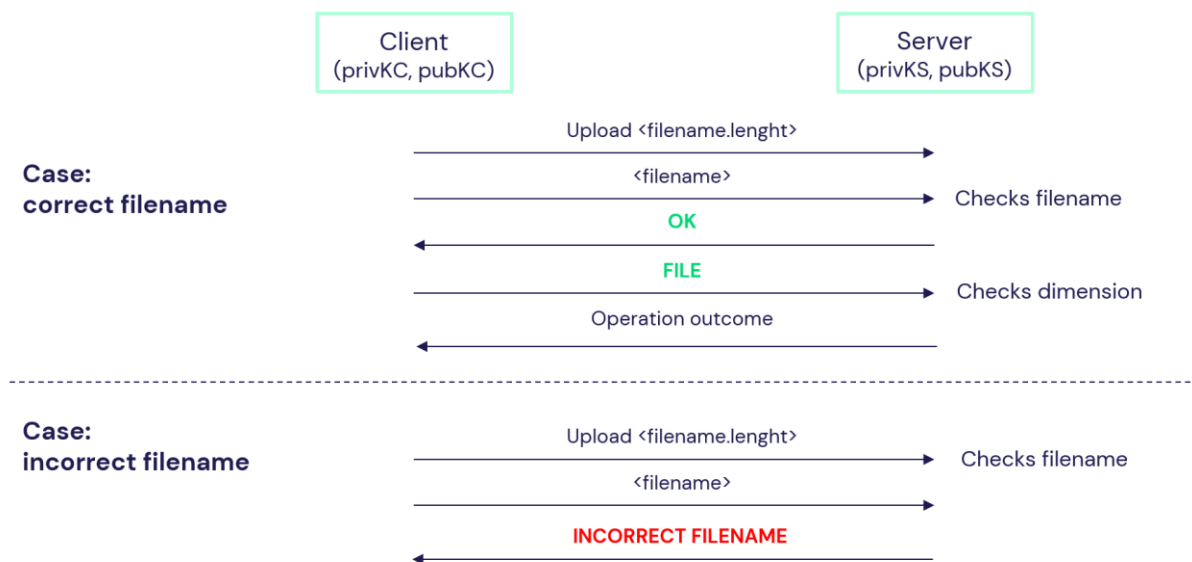 Client
(privKC, pubKC)
Server
(privKS, pubKS)
Case:
correct filename
Upload <filename.lenght>
<filename>
Checks filename
OK
FILE
Checks dimension
Operation outcome
Case:
incorrect filename
Upload <filename.lenght>
Checks filename
<filename>
INCORRECT FILENAME